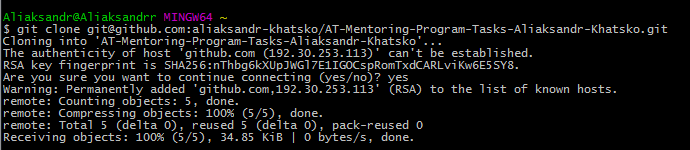 Aliaksandr@Aliaksandrr MINGW64 ~
$ git clone git@github.com:aliaksandr-khatsko/AT-Mentoring-Program-Tasks-Aliaksandr-Khatsko.git
Cloning into 'AT-Mentoring-Program-Tasks-Aliaksandr-Khatsko'...
The authenticity of host 'github.com (192.30.253.113)' can't be established.
RSA key fingerprint is SHA256:nThbg6kXUpJWGl7E1IGOCspRomTxdCARLviKw6E5SY8.
Are you sure you want to continue connecting (yes/no)? yes
Warning: Permanently added 'github.com,192.30.253.113' (RSA) to the list of known hosts.
remote: Counting objects: 5, done.
remote: Compressing objects: 100% (5/5), done.
remote: Total 5 (delta 0), reused 5 (delta 0), pack-reused 0
Receiving objects: 100% (5/5), 34.85 KiB | 0 bytes/s, done.